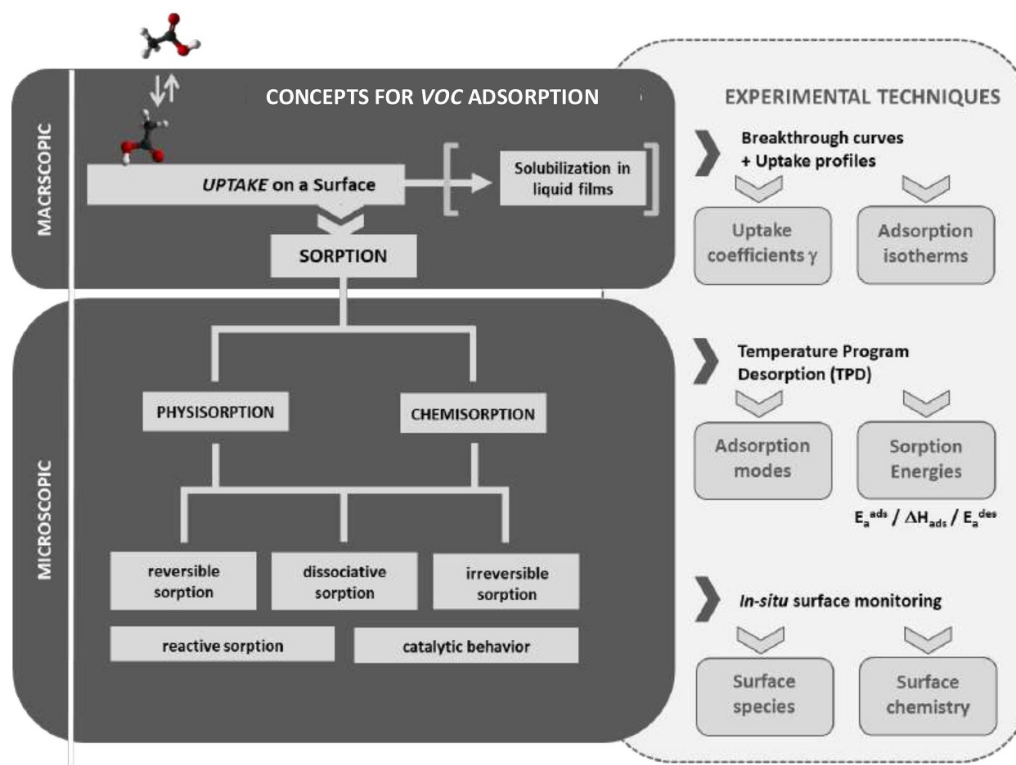 CONCEPTS FOR VOC ADSORPTION
MACRSCOPIC
UPTAKE on a Surface
Solubilization in
liquid films
SORPTION
MICROSCOPIC
PHYSISORPTION
CHEMISORPTION
reversible
sorption
dissociative
sorption
irreversible
sorption
reactive sorption
catalytic behavior
EXPERIMENTAL TECHNIQUES
Breakthrough curves
+ Uptake profiles
Uptake
coefficients γ
Adsorption
isotherms
Temperature Program
Desorption (TPD)
Adsorption
modes
Sorption
Energies
Eₐᵃᵈˢ / ΔHₐdₛ / Eₐᵈᵉˢ
In-situ surface monitoring
Surface
species
Surface
chemistry